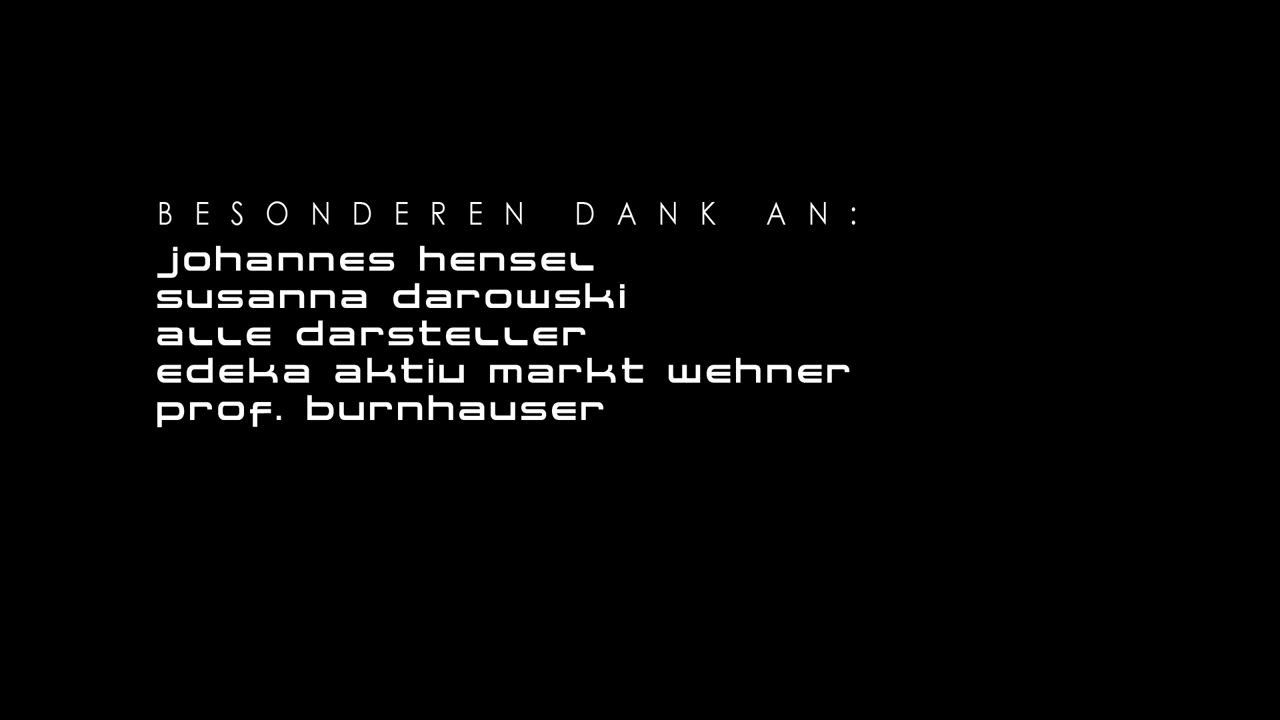 BESONDEREN DANK AN:
johannes hensel
susanna darowski
alle darsteller
edeka aktiv markt wehner
prof. burnhauser